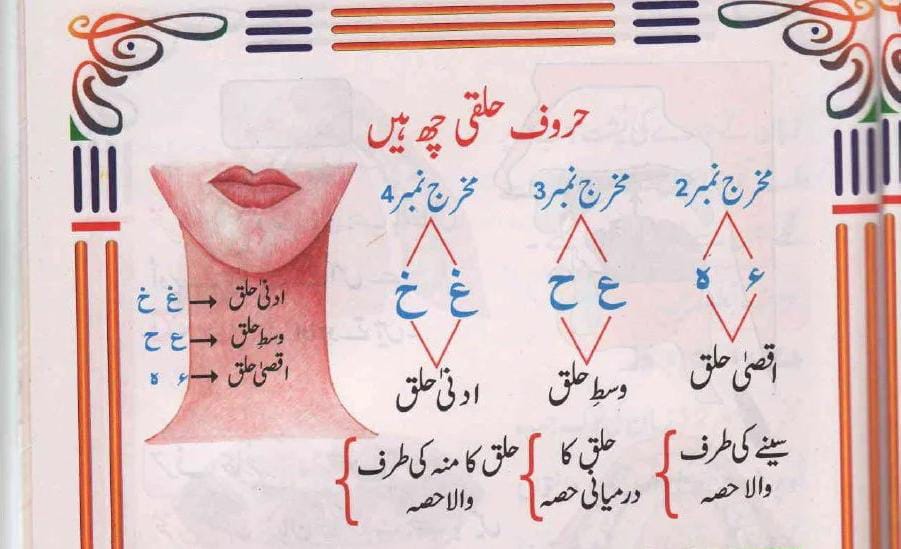 حروف حلقی چھ ہیں
مخرج نمبر2 مخرج نمبر3 مخرج نمبر4
ء ہ ع ح غ خ
اقصیٰ حلق وسطِ حلق ادنیٰ حلق
سینے کی طرف والا حصہ
حلق کا درمیانی حصہ
حلق کا منہ کی طرف والا حصہ
ادنیٰ حلق → غ خ
وسطِ حلق → ع ح
اقصیٰ حلق → ء ہ